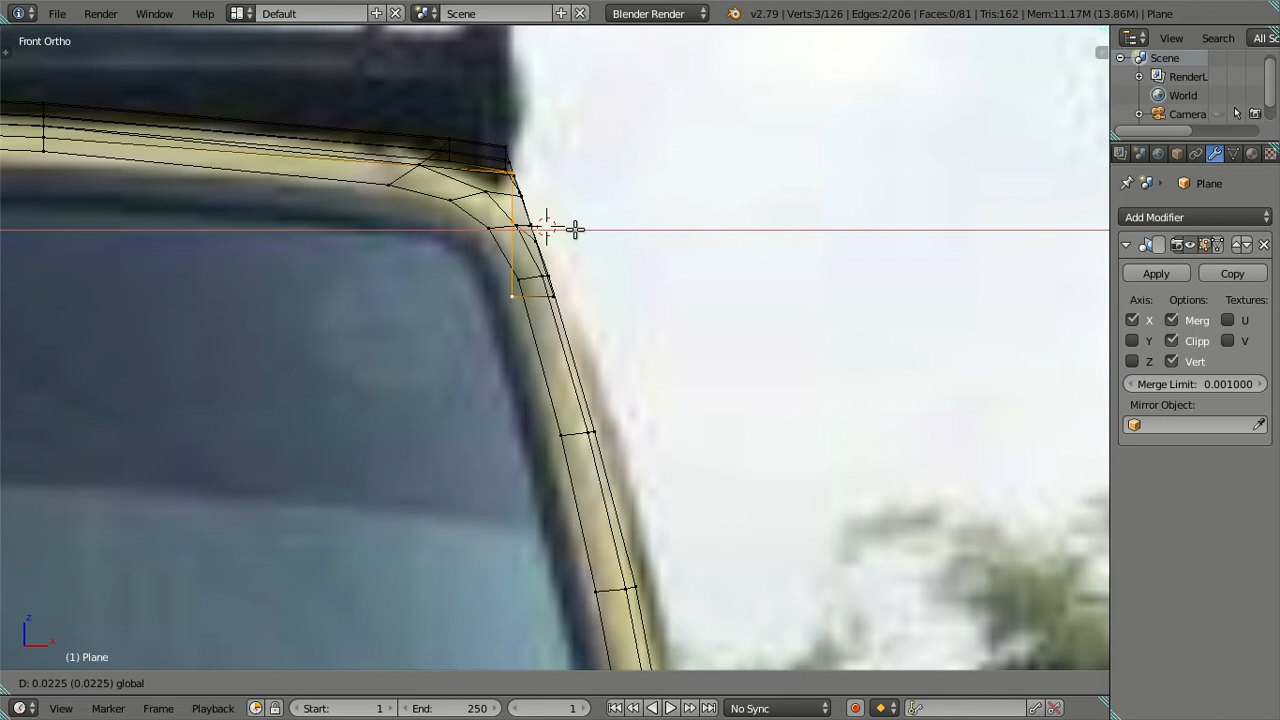 File Render Window Help Default Scene Blender Render v2.79 | Verts:3/126 | Edges:2/206 | Faces:0/81 | Tris:162 | Mem:11.17M (13.86M) | Plane
Front Ortho
View Search All Sc
Scene
RenderL
World
Camera
Plane
Add Modifier
Apply Copy
Axis: Options: Textures:
X Merg U
Y Clipp V
Z Vert
Merge Limit: 0.001000
Mirror Object:
z
x
(1) Plane
D: 0.0225 (0.0225) global
View Marker Frame Playback Start: 1 End: 250 1 No Sync